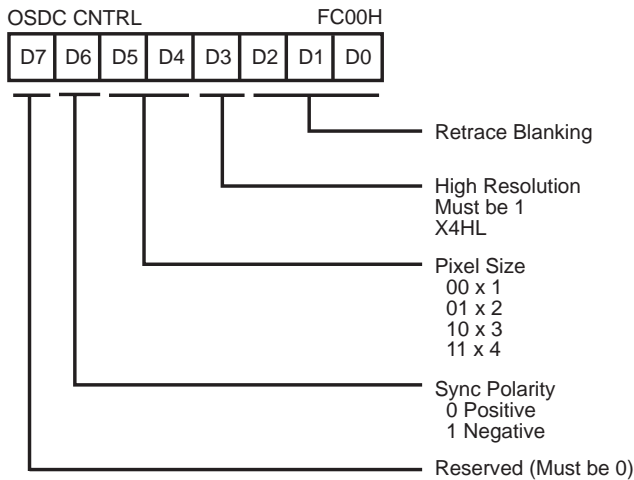 OSDC CNTRL FC00H
D7 D6 D5 D4 D3 D2 D1 D0
Retrace Blanking
High Resolution
Must be 1
X4HL
Pixel Size
00 x 1
01 x 2
10 x 3
11 x 4
Sync Polarity
0 Positive
1 Negative
Reserved (Must be 0)